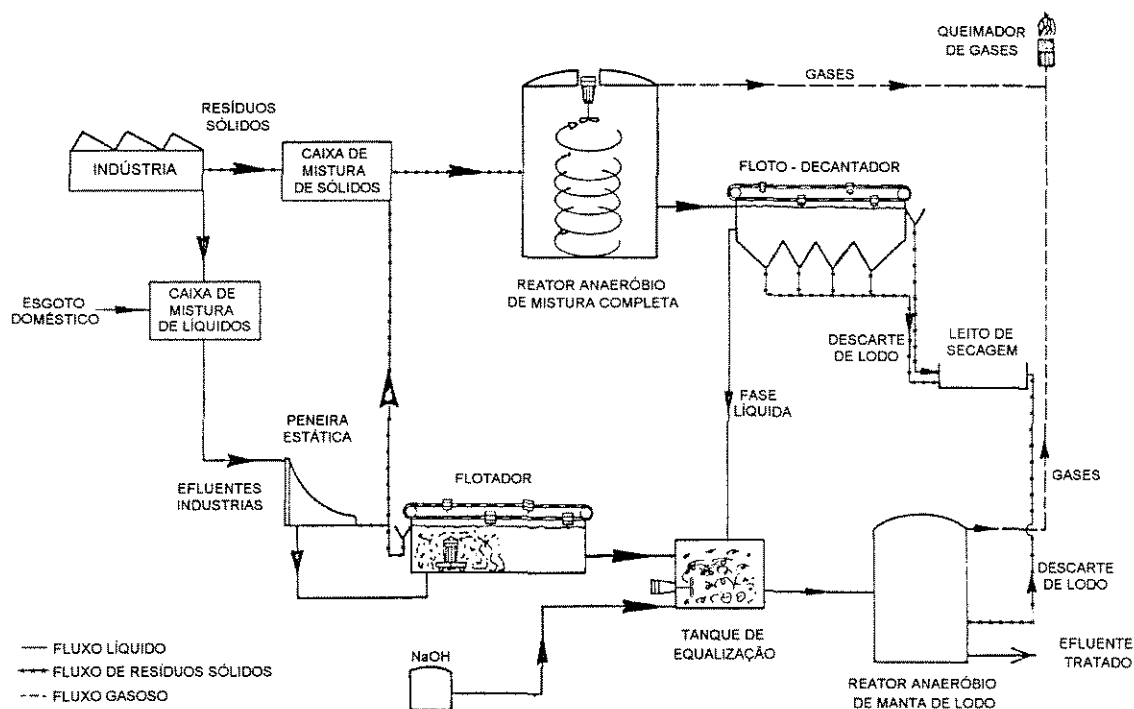 QUEIMADOR
DE GASES
GASES
RESÍDUOS
SÓLIDOS
INDÚSTRIA
CAIXA DE
MISTURA
DE SÓLIDOS
FLOTO - DECANTADOR
REATOR ANAERÓBIO
DE MISTURA COMPLETA
ESGOTO
DOMÉSTICO
CAIXA DE
MISTURA
DE LÍQUIDOS
DESCARTE
DE LODO
LEITO DE
SECAGEM
FASE
LÍQUIDA
PENEIRA
ESTÁTICA
EFLUENTES
INDUSTRIAS
FLOTADOR
GASES
DESCARTE
DE LODO
TANQUE DE
EQUALIZAÇÃO
EFLUENTE
TRATADO
REATOR ANAERÓBIO
DE MANTA DE LODO
NaOH
FLUXO LÍQUIDO
FLUXO DE RESÍDUOS SÓLIDOS
FLUXO GASOSO